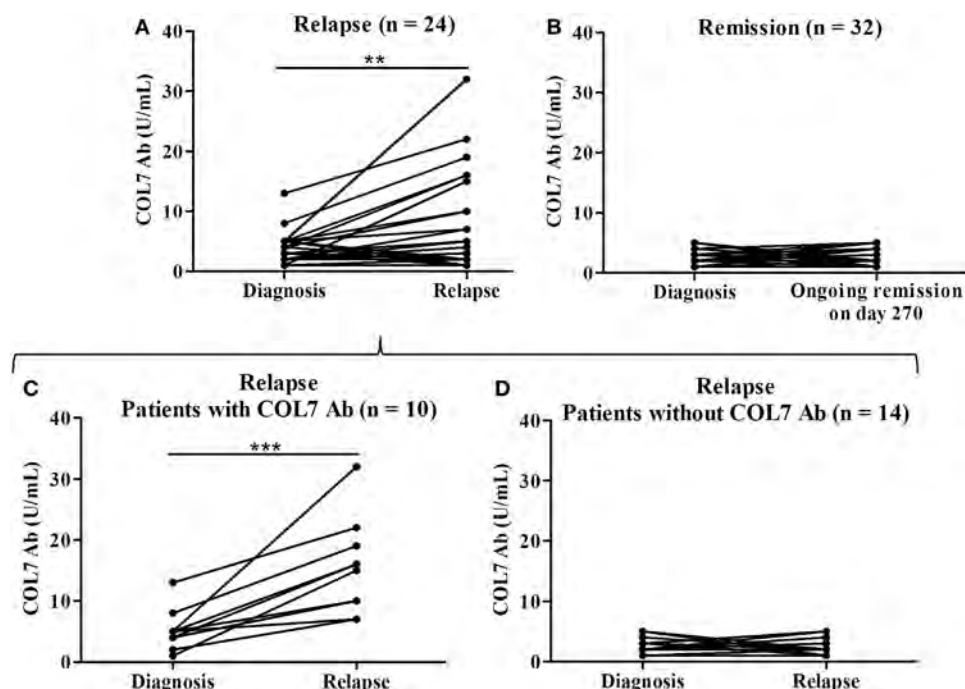 A
Relapse (n = 24)
**
COL7 Ab (U/mL)
40
30
20
10
0
Diagnosis
Relapse
B
Remission (n = 32)
COL7 Ab (U/mL)
40
30
20
10
0
Diagnosis
Ongoing remission
on day 270
C
Relapse
Patients with COL7 Ab (n = 10)
***
COL7 Ab (U/mL)
40
30
20
10
0
Diagnosis
Relapse
D
Relapse
Patients without COL7 Ab (n = 14)
COL7 Ab (U/mL)
40
30
20
10
0
Diagnosis
Relapse